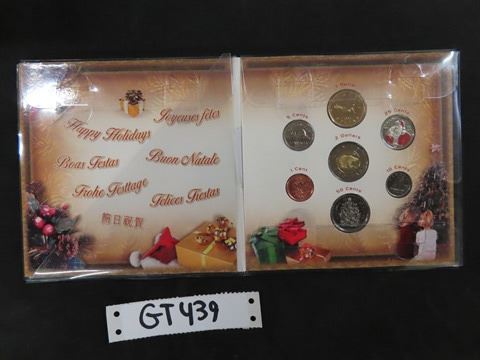 Joyeuses fêtes
Happy Holidays
Boas Festas
Buon Natale
Frohe Festtage
Felices Fiestas
節日祝賀
1 Dollar
5 Cents
25 Cents
2 Dollars
1 Cent
10 Cents
50 Cents
GT439